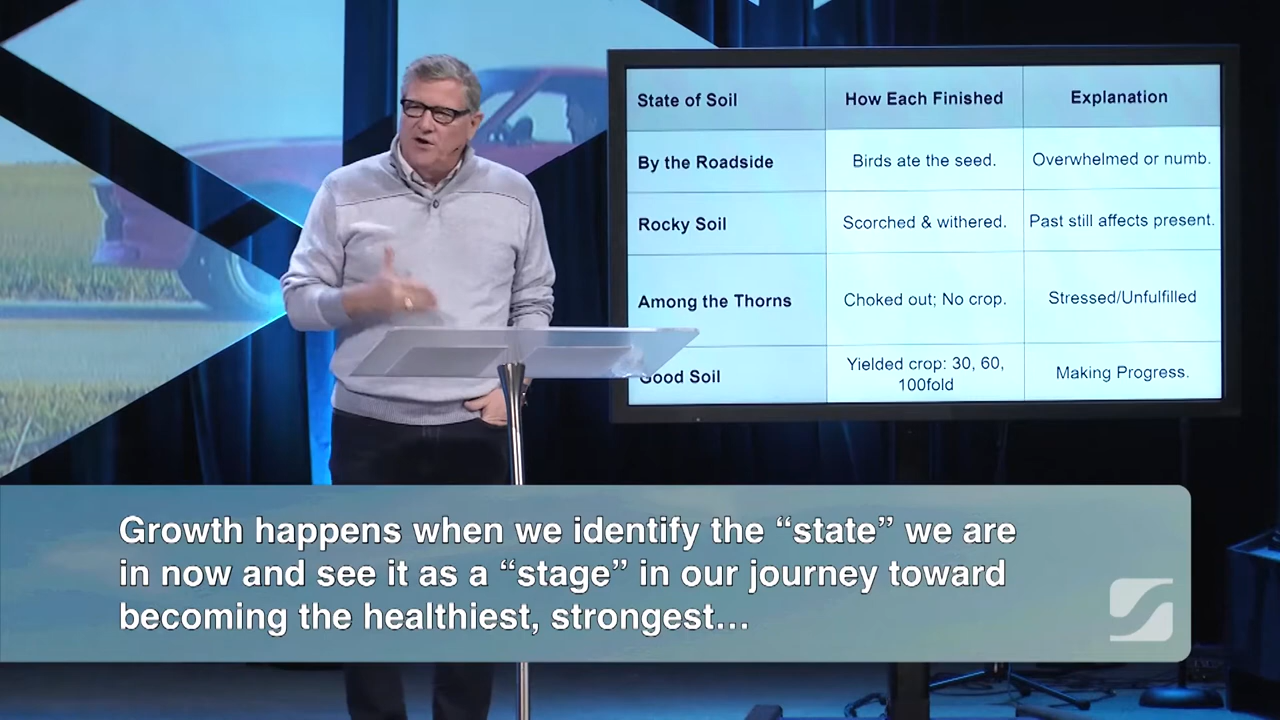 State of Soil How Each Finished Explanation
By the Roadside Birds ate the seed. Overwhelmed or numb.
Rocky Soil Scorched & withered. Past still affects present.
Among the Thorns Choked out; No crop. Stressed/Unfulfilled
Good Soil Yielded crop: 30, 60, 100fold Making Progress.
Growth happens when we identify the “state” we are
in now and see it as a “stage” in our journey toward
becoming the healthiest, strongest...